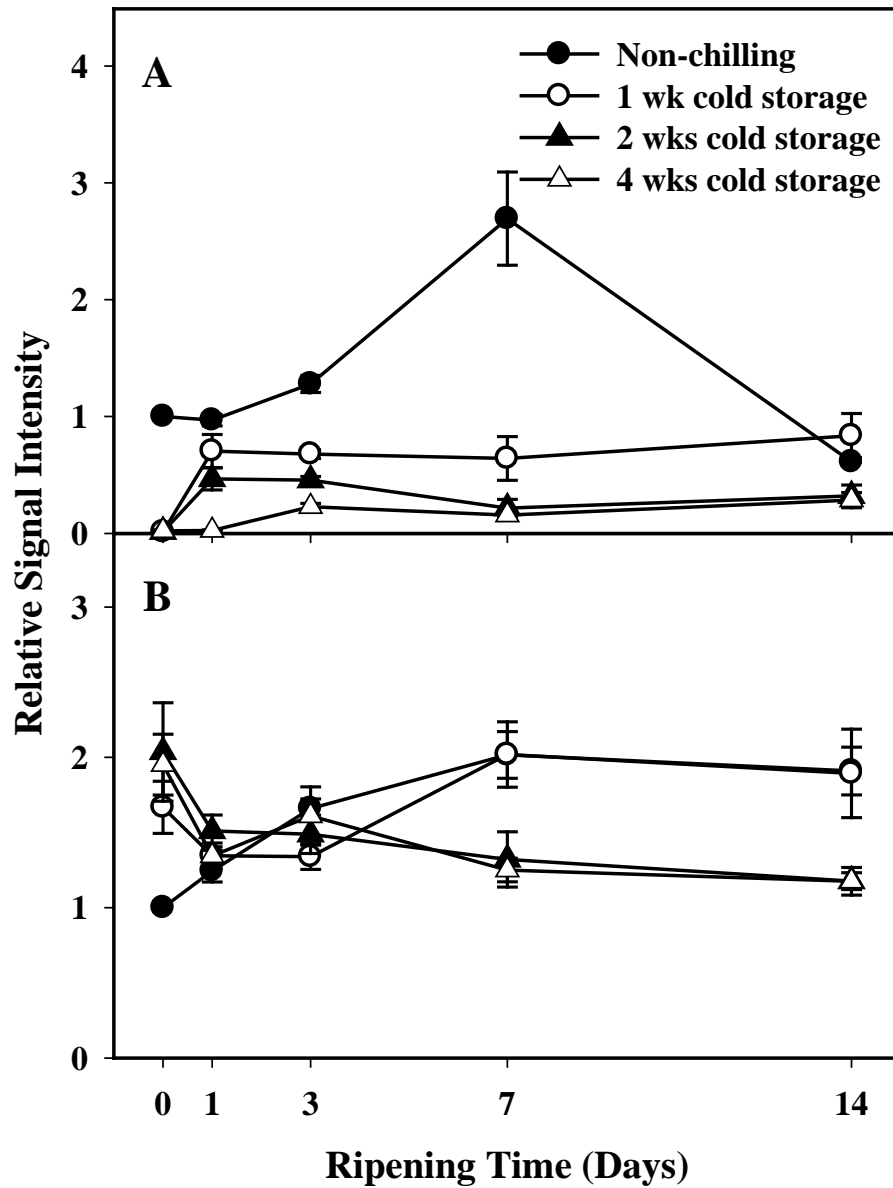 A
Non-chilling
1 wk cold storage
2 wks cold storage
4 wks cold storage
4
3
2
1
0
Relative Signal Intensity
B
3
2
1
0
0 1 3 7 14
Ripening Time (Days)